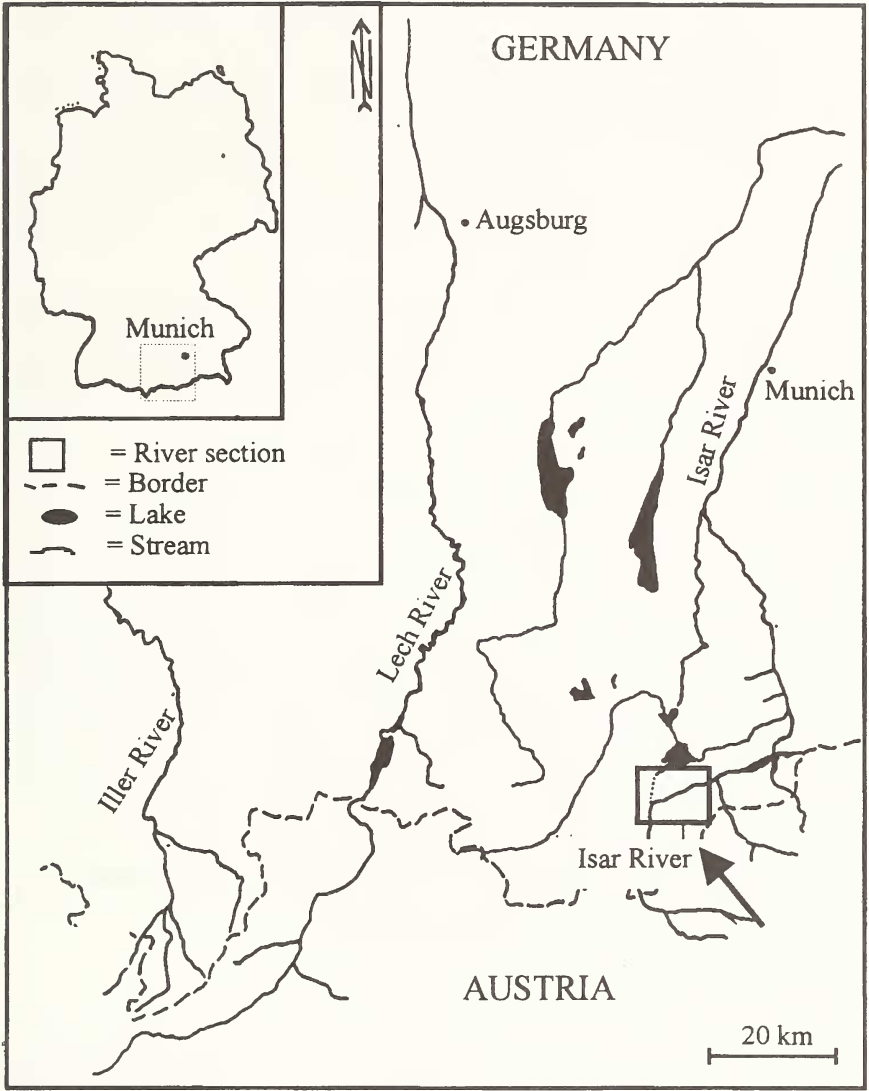 GERMANY
N
Augsburg
Munich
Munich
Isar River
= River section
= Border
= Lake
= Stream
Lech River
Iller River
Isar River
AUSTRIA
20 km